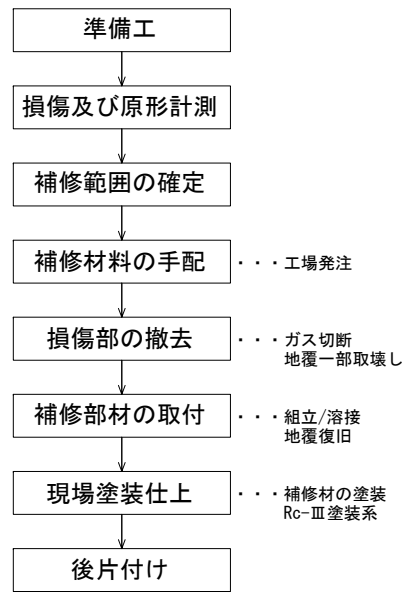 準備工
損傷及び原形計測
補修範囲の確定
補修材料の手配 ・・・工場発注
損傷部の撤去 ・・・ガス切断
地覆一部取壊し
補修部材の取付 ・・・組立/溶接
地覆復旧
現場塗装仕上 ・・・補修材の塗装
Rc-Ⅲ塗装系
後片付け